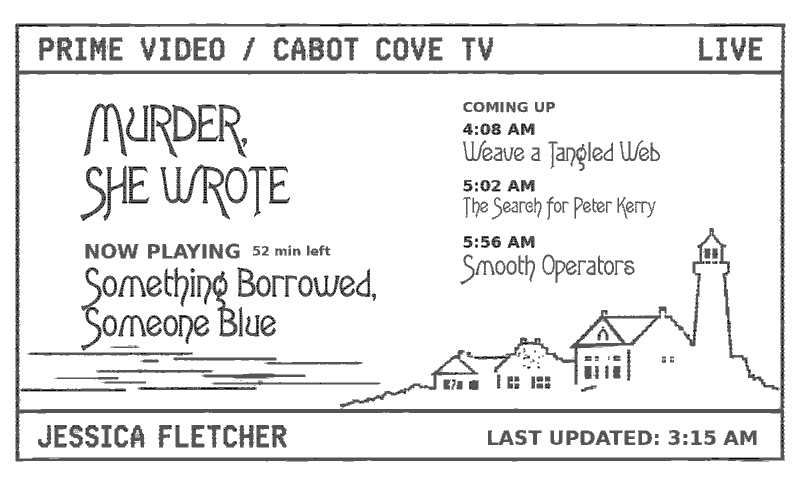 PRIME VIDEO / CABOT COVE TV
LIVE
MURDER,
SHE WROTE
NOW PLAYING 52 min left
Something Borrowed,
Someone Blue
COMING UP
4:08 AM
Weave a Tangled Web
5:02 AM
The Search for Peter Kerry
5:56 AM
Smooth Operators
JESSICA FLETCHER
LAST UPDATED: 3:15 AM